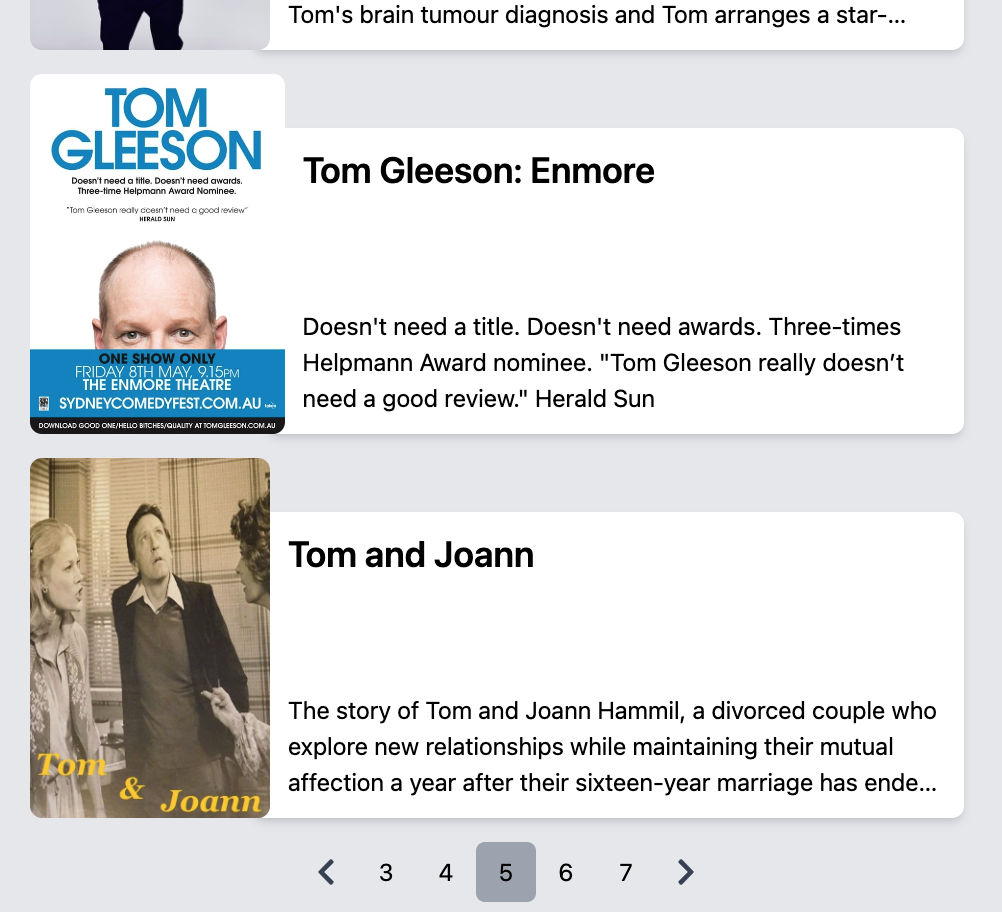 Tom's brain tumour diagnosis and Tom arranges a star-...
TOM
GLEESON
Doesn't need a title. Doesn't need awards.
Three-time Helpmann Award Nominee.
"Tom Gleeson really doesn't need a good review"
HERALD SUN
ONE SHOW ONLY
FRIDAY 8TH MAY, 9.15PM
THE ENMORE THEATRE
SYDNEYCOMEDYFEST.COM.AU
DOWNLOAD GOOD ONE/HELLO BITCHES/QUALITY AT TOMGLEESON.COM.AU
Tom Gleeson: Enmore
Doesn't need a title. Doesn't need awards. Three-times
Helpmann Award nominee. "Tom Gleeson really doesn’t
need a good review." Herald Sun
Tom
&
Joann
Tom and Joann
The story of Tom and Joann Hammil, a divorced couple who
explore new relationships while maintaining their mutual
affection a year after their sixteen-year marriage has ende...
3 4 5 6 7